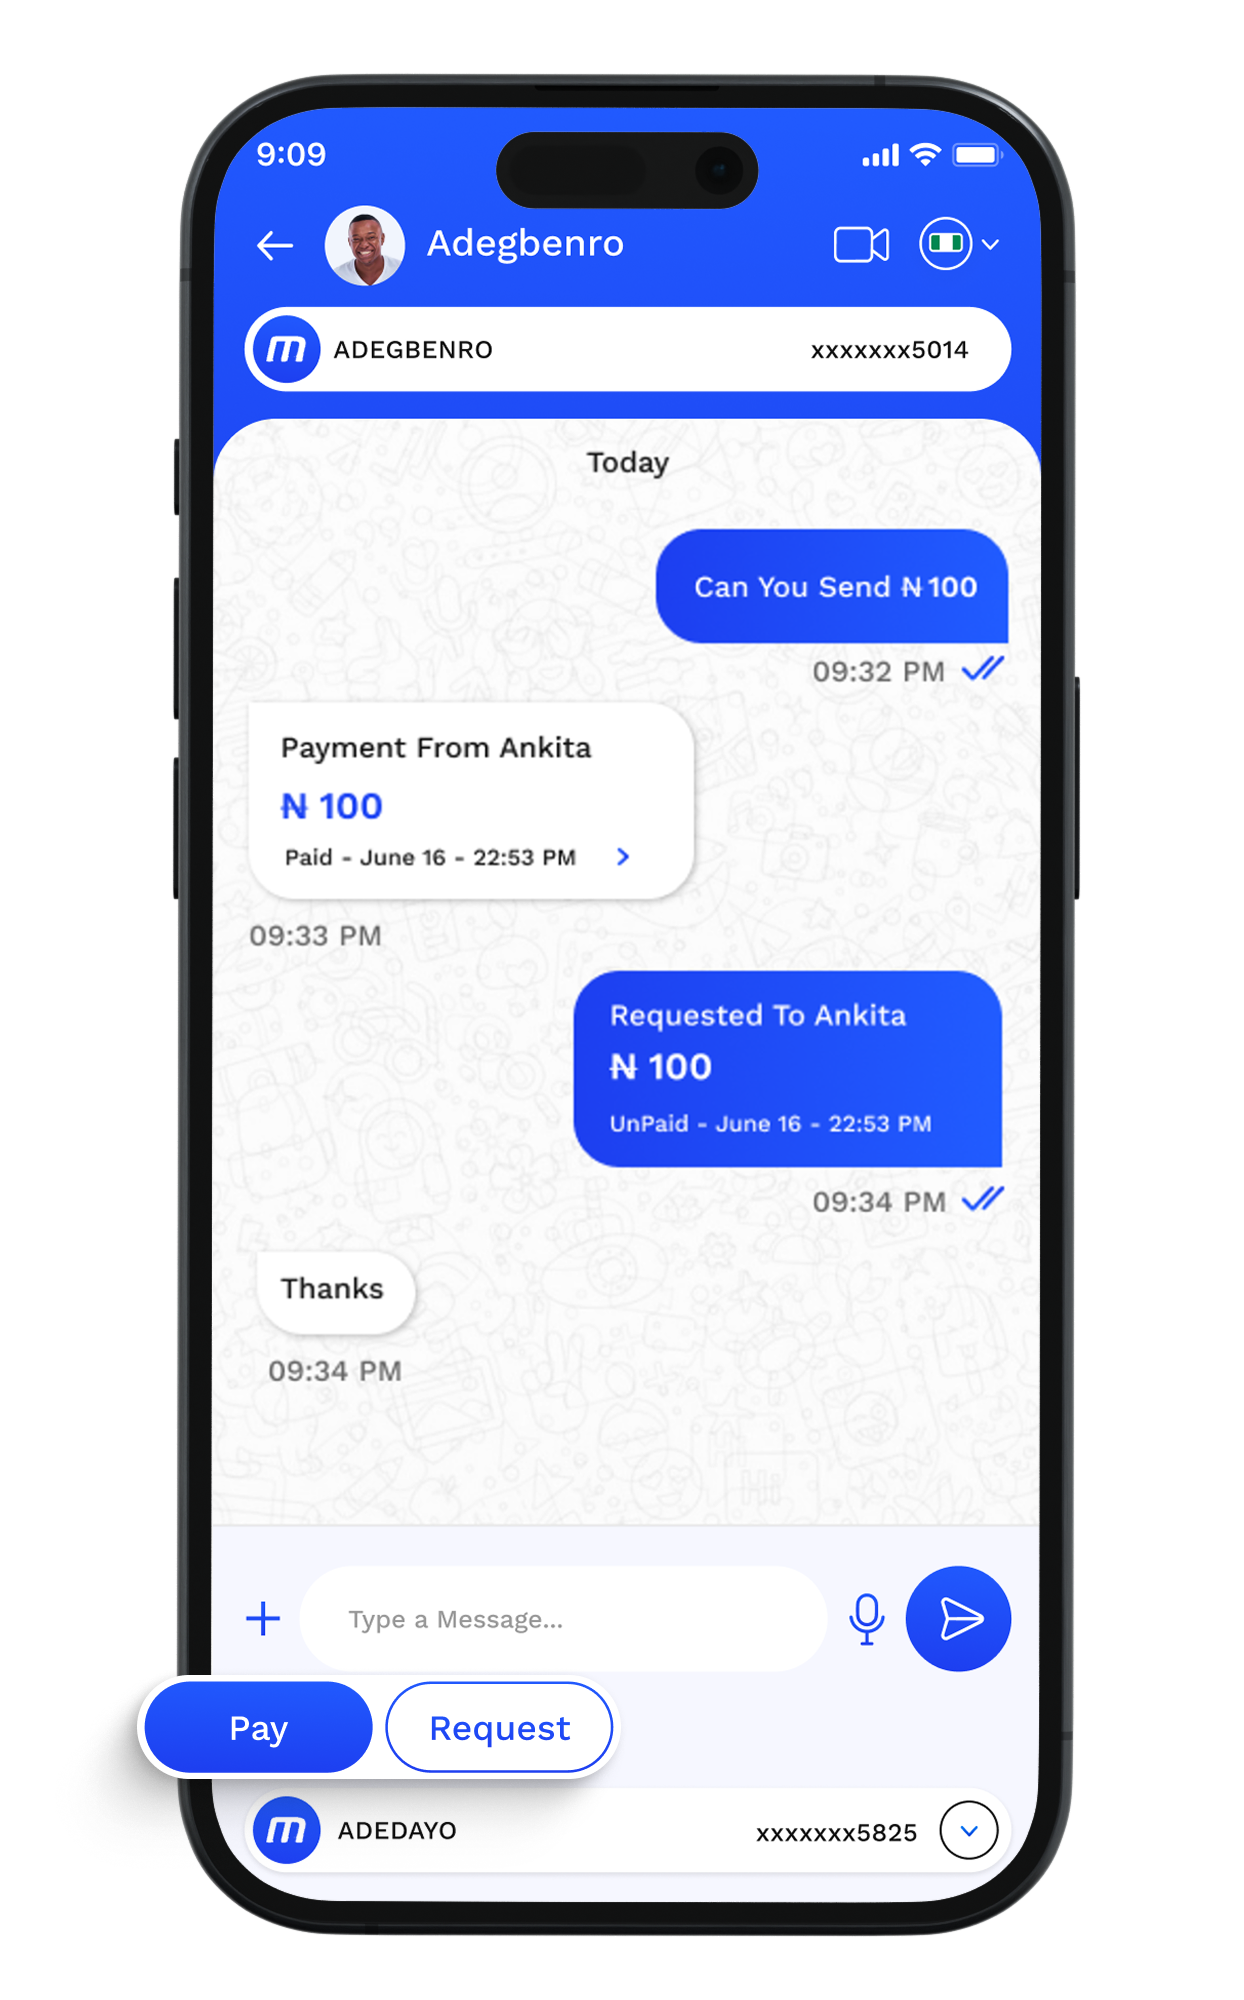 9:09
Adegbenro
m ADEGBENRO xxxxxxx5014
Today
Can You Send ₦ 100
09:32 PM
Payment From Ankita
₦ 100
Paid - June 16 - 22:53 PM
09:33 PM
Requested To Ankita
₦ 100
UnPaid - June 16 - 22:53 PM
09:34 PM
Thanks
09:34 PM
Hi
Type a Message...
Pay Request
m ADEDAYO xxxxxxx5825